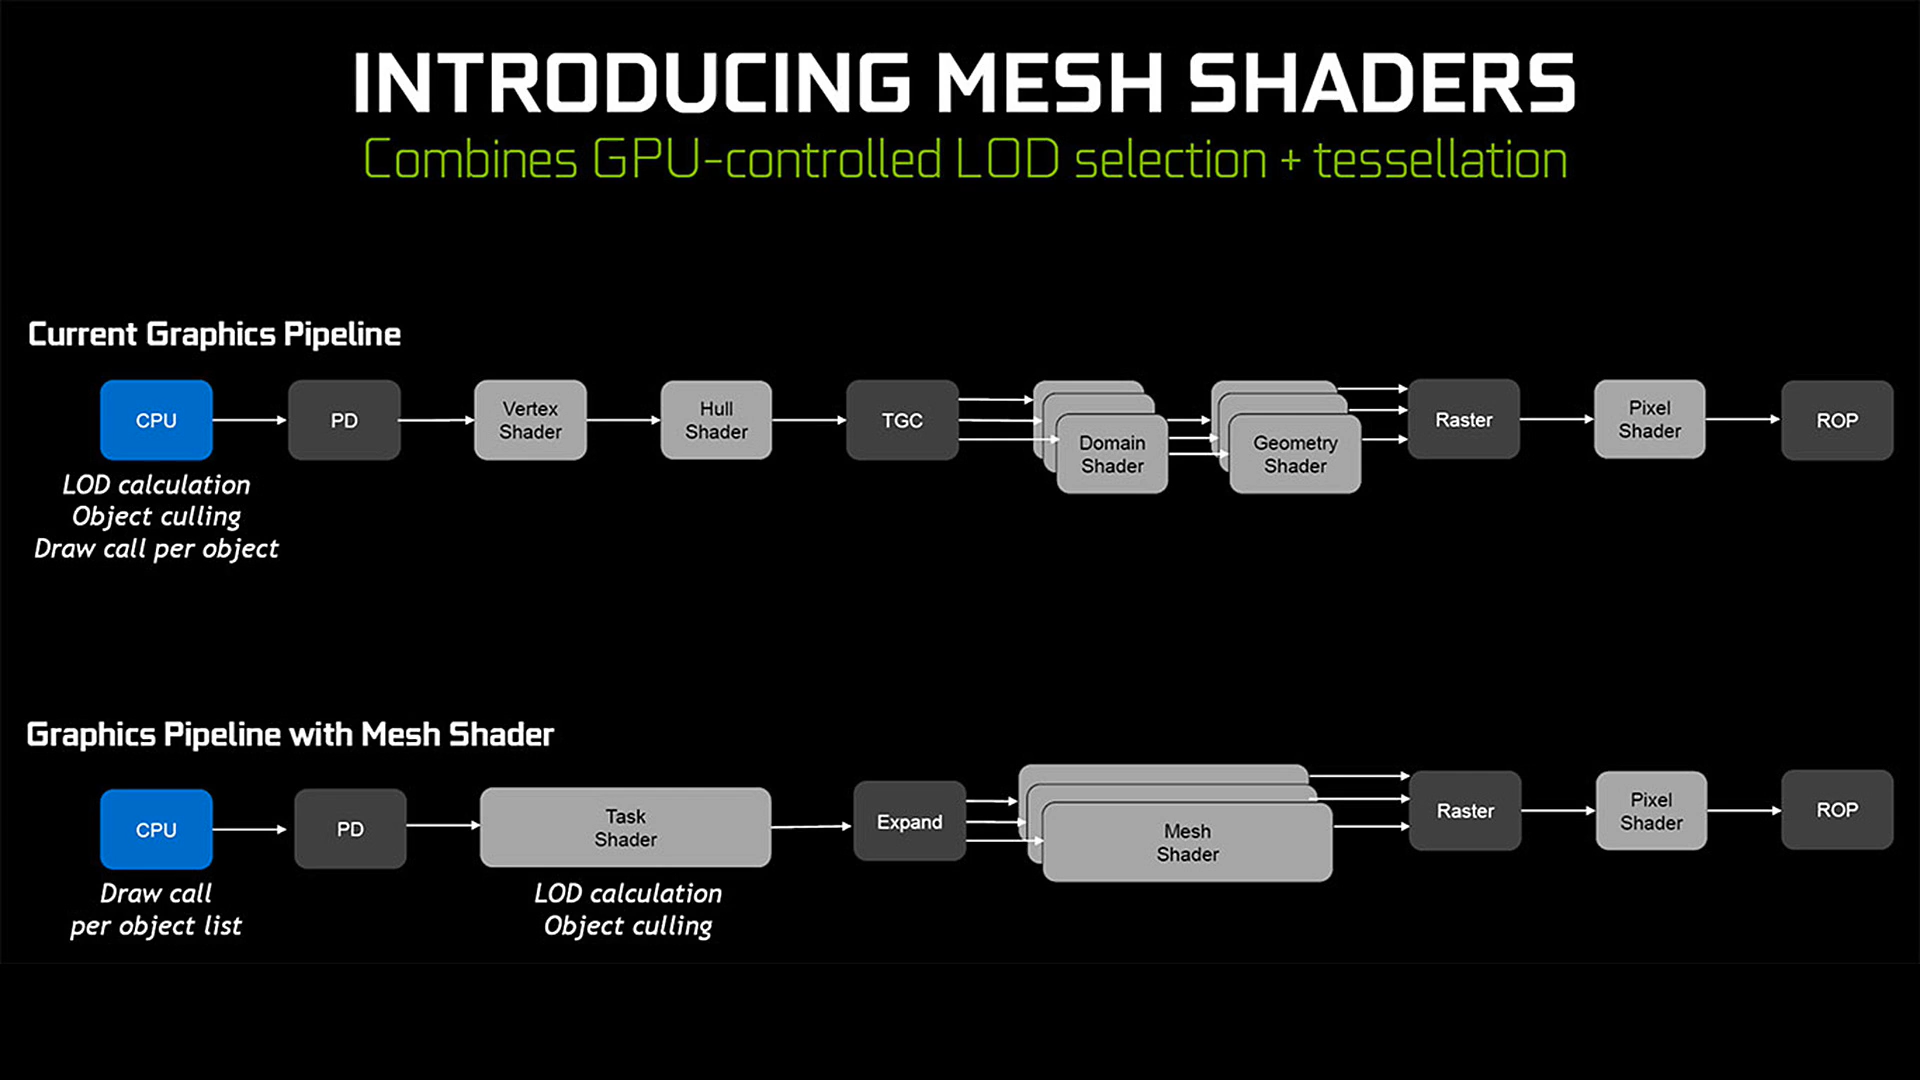 INTRODUCING MESH SHADERS
Combines GPU-controlled LOD selection + tessellation
Current Graphics Pipeline
CPU
PD
Vertex
Shader
Hull
Shader
TGC
Domain
Shader
Geometry
Shader
Raster
Pixel
Shader
ROP
LOD calculation
Object culling
Draw call per object
Graphics Pipeline with Mesh Shader
CPU
PD
Task
Shader
Expand
Mesh
Shader
Raster
Pixel
Shader
ROP
Draw call
per object list
LOD calculation
Object culling